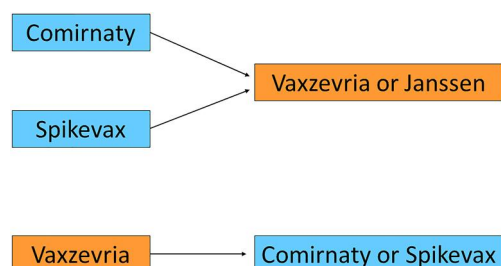 Comirnaty
Vaxzevria or Janssen
Spikevax
Vaxzevria
Comirnaty or Spikevax